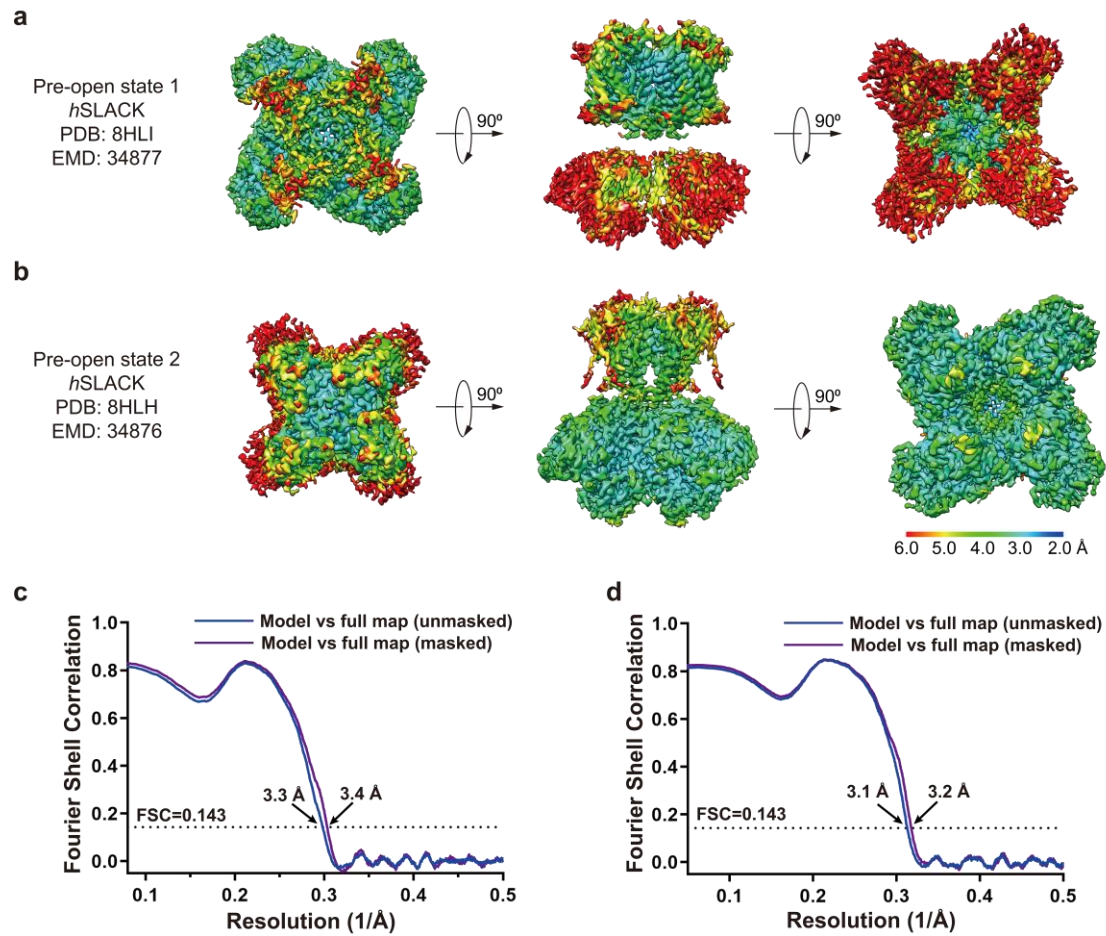 a
Pre-open state 1
hSLACK
PDB: 8HLI
EMD: 34877
90º
90º
b
Pre-open state 2
hSLACK
PDB: 8HLH
EMD: 34876
90º
90º
6.0 5.0 4.0 3.0 2.0 Å
c
Model vs full map (unmasked)
Model vs full map (masked)
Fourier Shell Correlation
1.0
0.8
0.6
0.4
0.2
0.0
3.3 Å
3.4 Å
FSC=0.143
0.1 0.2 0.3 0.4 0.5
Resolution (1/Å)
d
Model vs full map (unmasked)
Model vs full map (masked)
Fourier Shell Correlation
1.0
0.8
0.6
0.4
0.2
0.0
3.1 Å
3.2 Å
FSC=0.143
0.1 0.2 0.3 0.4 0.5
Resolution (1/Å)